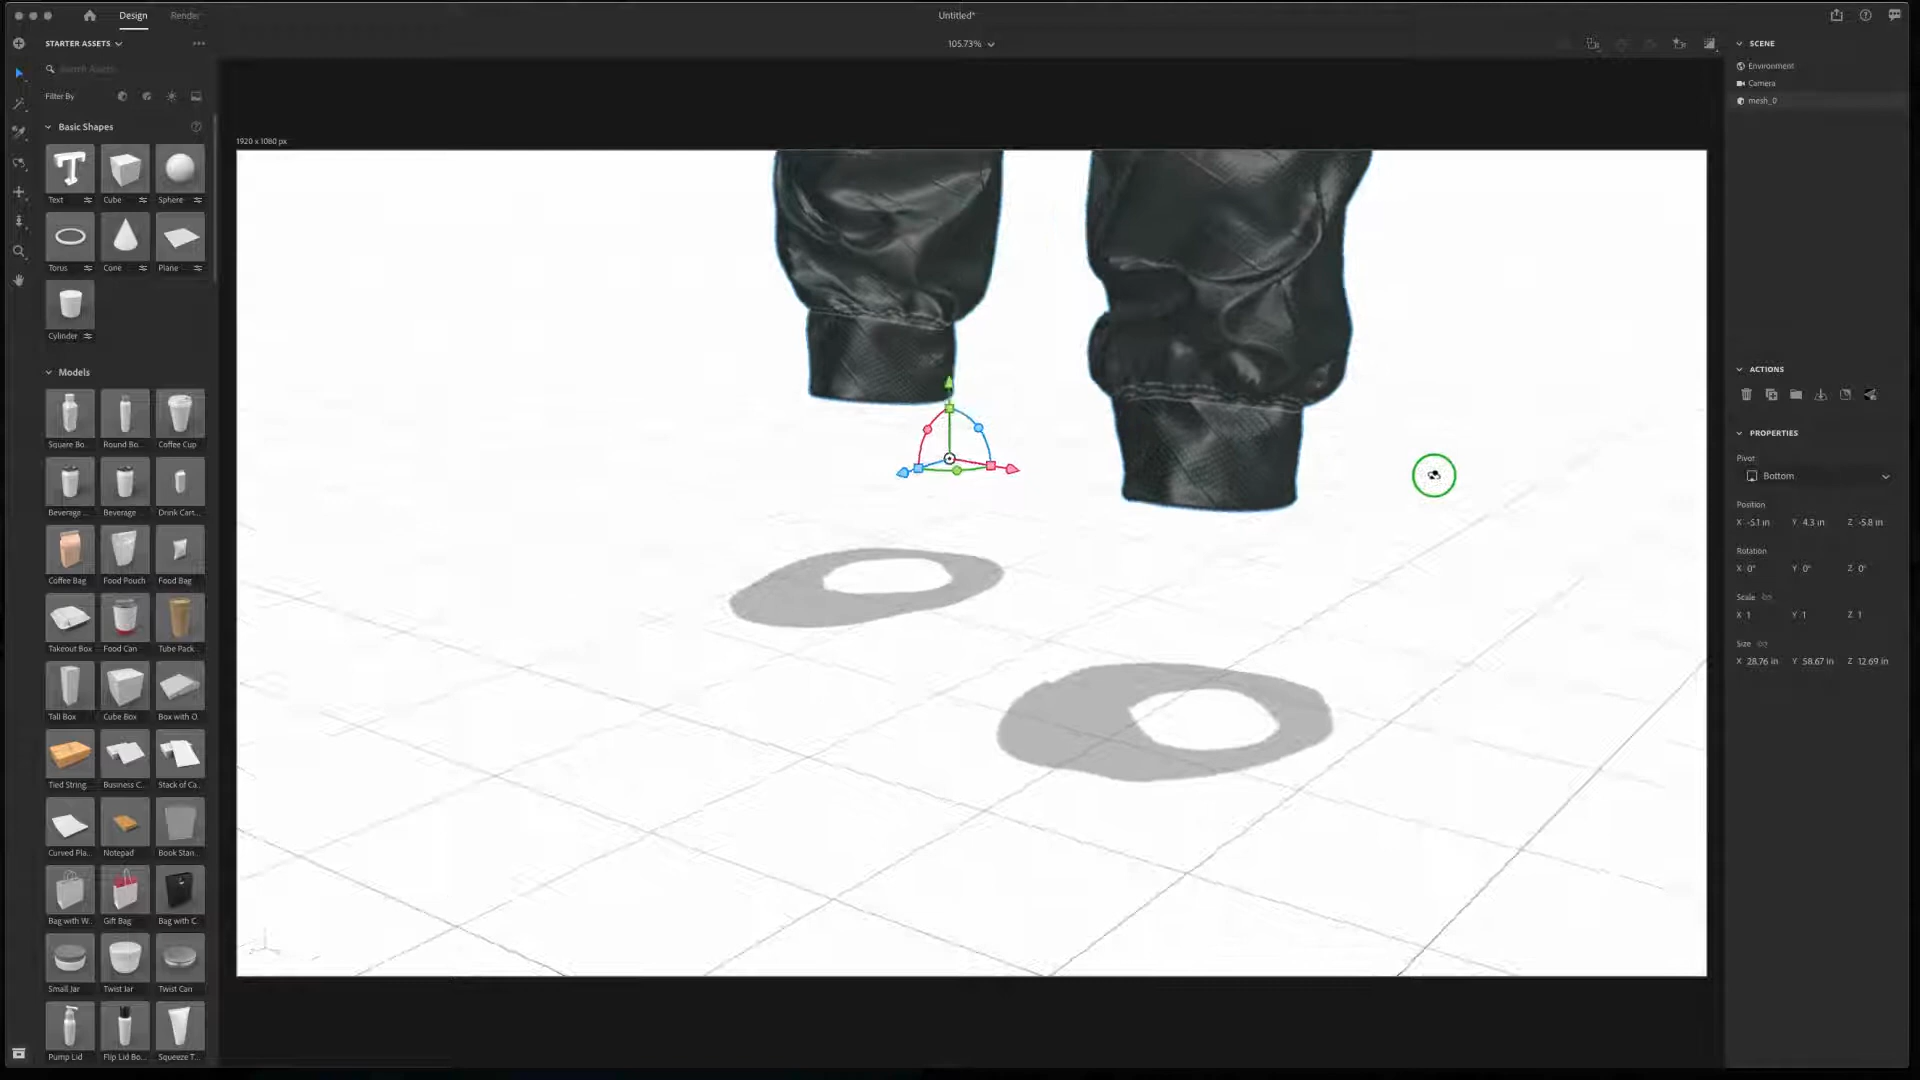 Design
Render
Untitled*
STARTER ASSETS
105.73%
SCENE
Search Assets
Environment
Camera
Filter By
mesh_0
Basic Shapes
1920 x 1080 px
Text
Cube
Sphere
Torus
Cone
Plane
Cylinder
Models
ACTIONS
Square Bo...
Round Bo...
Coffee Cup
PROPERTIES
Pivot
Bottom
Beverage ...
Beverage ...
Drink Cart...
Position
X -5.1 in Y 4.3 in Z -5.8 in
Rotation
X 0° Y 0° Z 0°
Coffee Bag
Food Pouch
Food Bag
Scale
X 1 Y 1 Z 1
Takeout Box
Food Can
Tube Pack...
Size
X 28.76 in Y 58.67 in Z 12.69 in
Tall Box
Cube Box
Box with O...
Tied String...
Business C...
Stack of Ca...
Curved Pla...
Notepad
Book Stan...
Bag with W...
Gift Bag
Bag with C...
Small Jar
Twist Jar
Twist Can
Pump Lid
Flip Lid Bo...
Squeeze T...